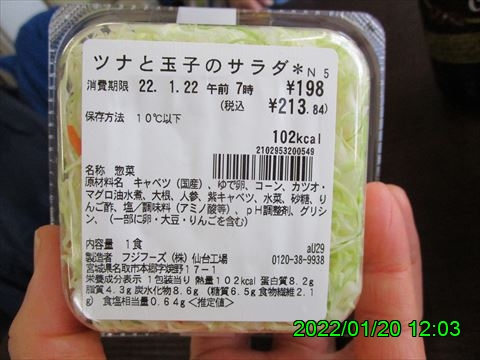 ツナと玉子のサラダ＊N 5
消費期限 22. 1.22 午前 7時 ¥198
(税込 ¥213.84)
保存方法 10℃以下
102kcal
2102953200549
名称 惣菜
原材料名 キャベツ（国産）、ゆで卵、コーン、カツオ・
マグロ油水煮、大根、人参、紫キャベツ、水菜、砂糖、り
んご酢、塩／調味料（アミノ酸等）、ｐＨ調整剤、グリシ
ン、（一部に卵・大豆・りんごを含む）
内容量 1食 aU29
製造者 フジフーズ（株）仙台工場 0120-38-9938
宮城県名取市本郷字焼野17-1
栄養成分表示 1包装当り 熱量102kcal 蛋白質8.2g
脂質4.3g 炭水化物8.6g （糖質6.5g 食物繊維2.1
g） 食塩相当量0.64g <推定値>
2022/01/20 12:03